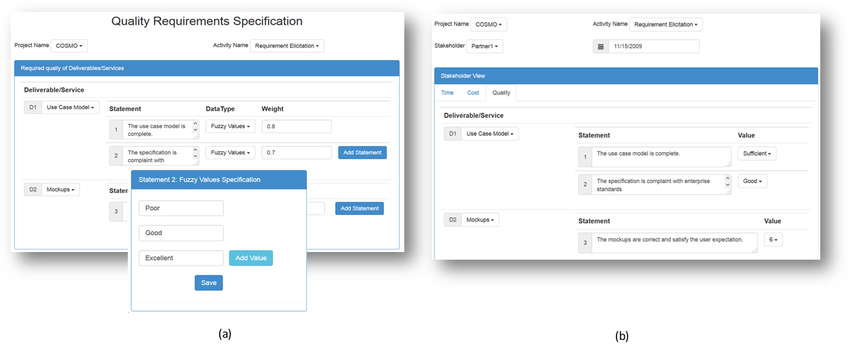 Quality Requirements Specification
Project Name COSMO Activity Name Requirement Elicitation
Required qualiy of Deliverables/Services
Deliverable/Service
D1 Use Case Model Statement DataType Weight
1 The use case model is complete. Fuzzy Values 0.8
2 The specification is complaint with Fuzzy Values 0.7 Add Statement
D2 Mockups Statem
3 Add Statement
Statement 2: Fuzzy Values Specification
Poor
Good
Excellent Add Value
Save
(a)
Project Name COSMO Activity Name Requirement Elicitation
Stakeholder Partner1 11/15/2009
Stakeholder View
Time Cost Quality
Deliverable/Service
D1 Use Case Model Statement Value
1 The use case model is complete. Sufficient
2 The specification is complaint with enterprise standards Good
D2 Mockups Statement Value
3 The mockups are correct and satisfy the user expectation. 6
(b)